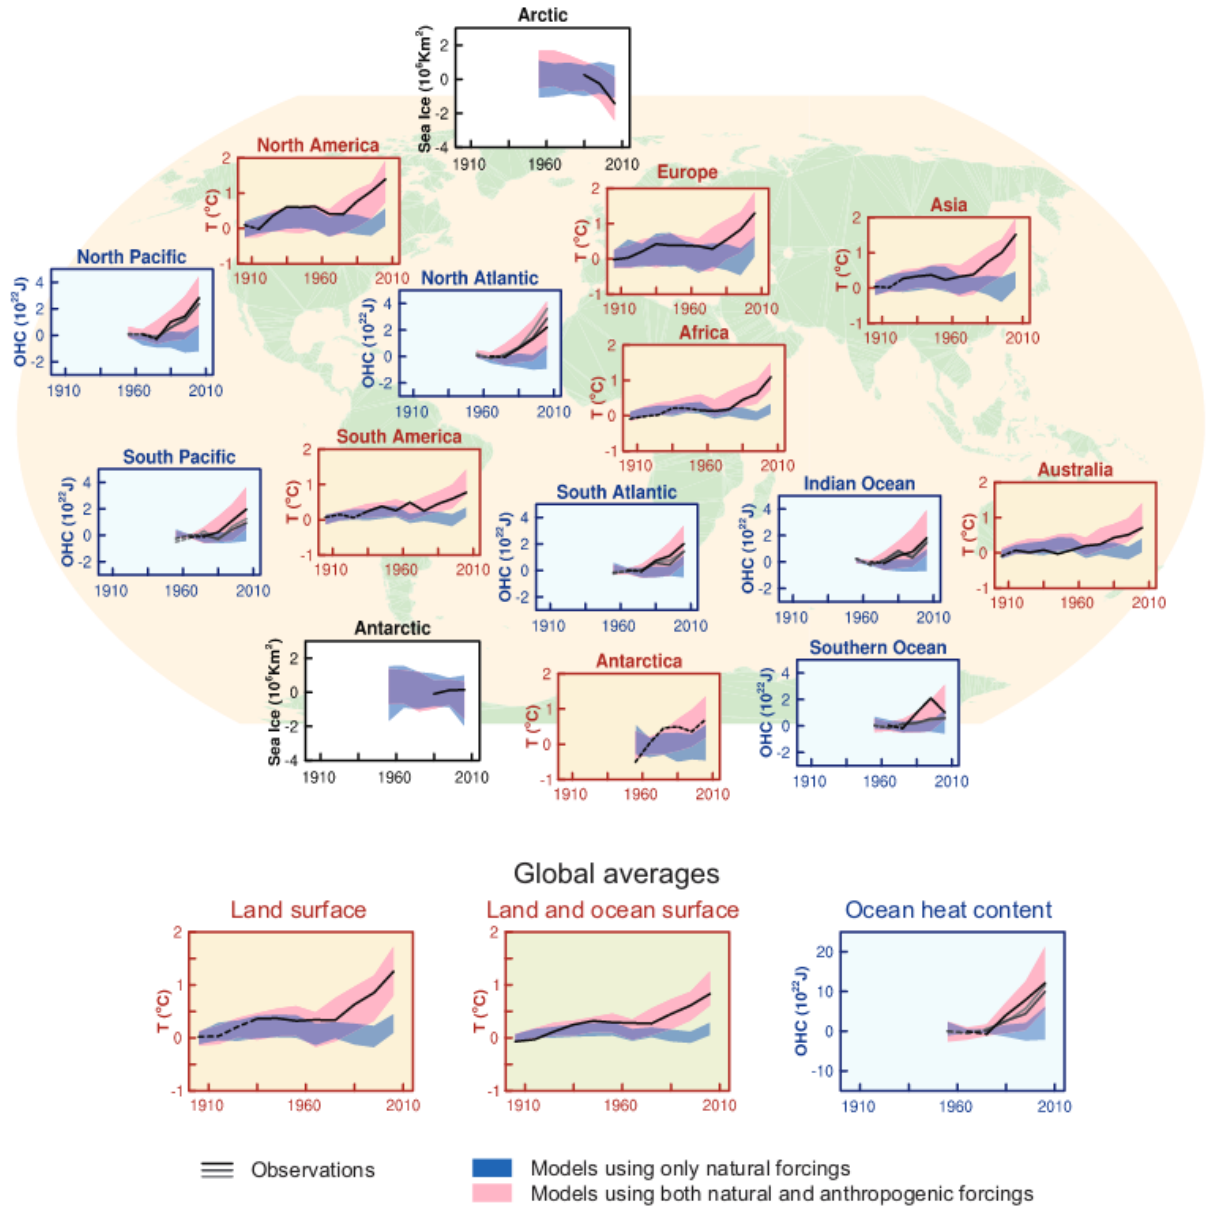 Arctic
Sea Ice (10⁶Km²)
2
0
-2
-4
1910 1960 2010
North America
T (°C)
2
1
0
-1
1910 1960 2010
Europe
T (°C)
2
1
0
-1
1910 1960 2010
Asia
T (°C)
2
1
0
-1
1910 1960 2010
North Pacific
OHC (10²²J)
4
2
0
-2
1910 1960 2010
North Atlantic
OHC (10²²J)
4
2
0
-2
1910 1960 2010
Africa
T (°C)
2
1
0
-1
1910 1960 2010
South Pacific
OHC (10²²J)
4
2
0
-2
1910 1960 2010
South America
T (°C)
2
1
0
-1
1910 1960 2010
South Atlantic
OHC (10²²J)
4
2
0
-2
1910 1960 2010
Indian Ocean
OHC (10²²J)
4
2
0
-2
1910 1960 2010
Australia
T (°C)
2
1
0
-1
1910 1960 2010
Antarctic
Sea Ice (10⁶Km²)
2
0
-2
-4
1910 1960 2010
Antarctica
T (°C)
2
1
0
-1
1910 1960 2010
Southern Ocean
OHC (10²²J)
4
2
0
-2
1910 1960 2010
Global averages
Land surface
T (°C)
2
1
0
-1
1910 1960 2010
Land and ocean surface
T (°C)
2
1
0
-1
1910 1960 2010
Ocean heat content
OHC (10²²J)
20
10
0
-10
1910 1960 2010
Observations
Models using only natural forcings
Models using both natural and anthropogenic forcings